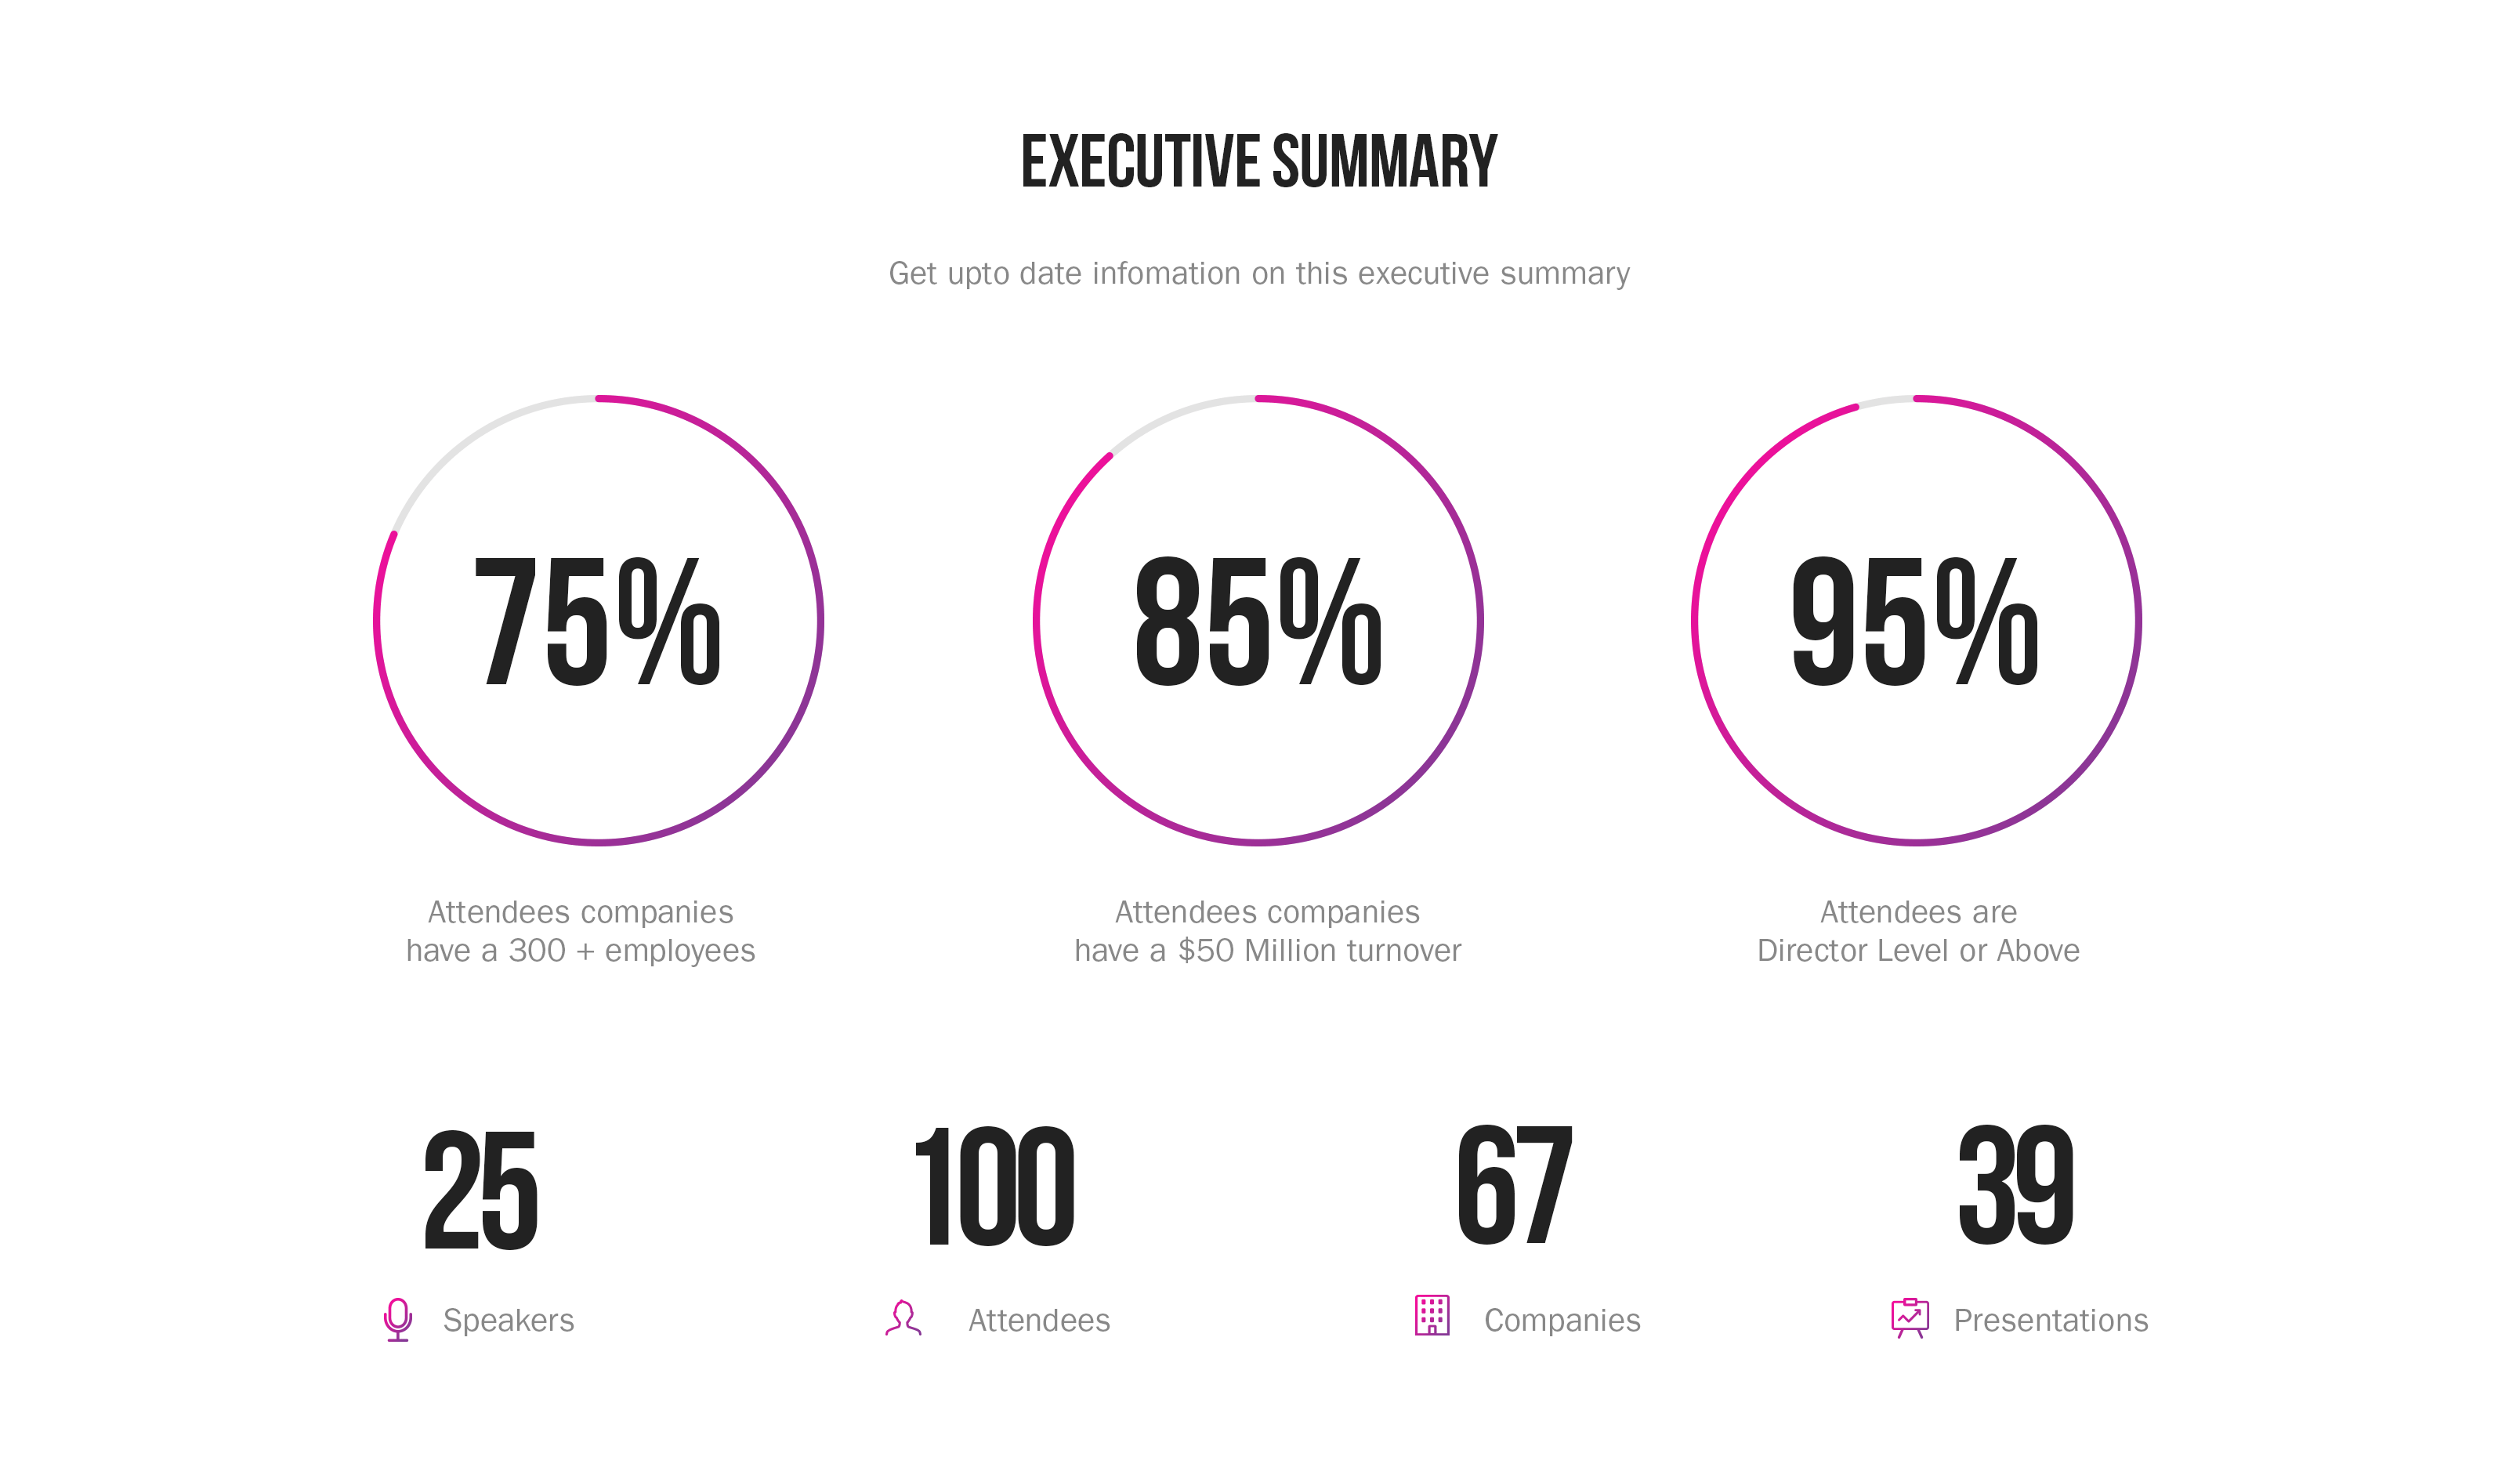 EXECUTIVE SUMMARY
Get upto date infomation on this executive summary
75%
85%
95%
Attendees companies
have a 300 + employees
Attendees companies
have a $50 Million turnover
Attendees are
Director Level or Above
25
100
67
39
Speakers
Attendees
Companies
Presentations